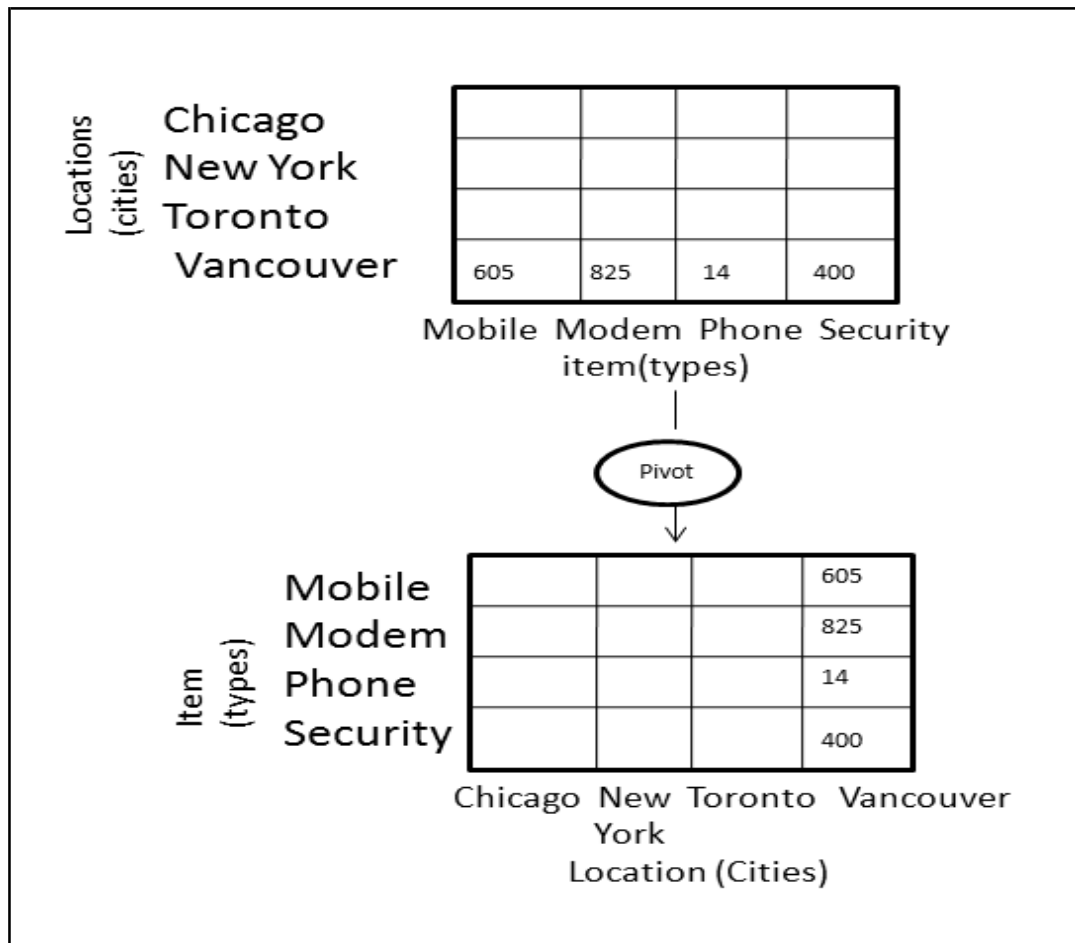 Locations
(cities)
Chicago
New York
Toronto
Vancouver
605 825 14 400
Mobile Modem Phone Security
item(types)
Pivot
Item
(types)
Mobile
Modem
Phone
Security
605
825
14
400
Chicago New Toronto Vancouver
York
Location (Cities)